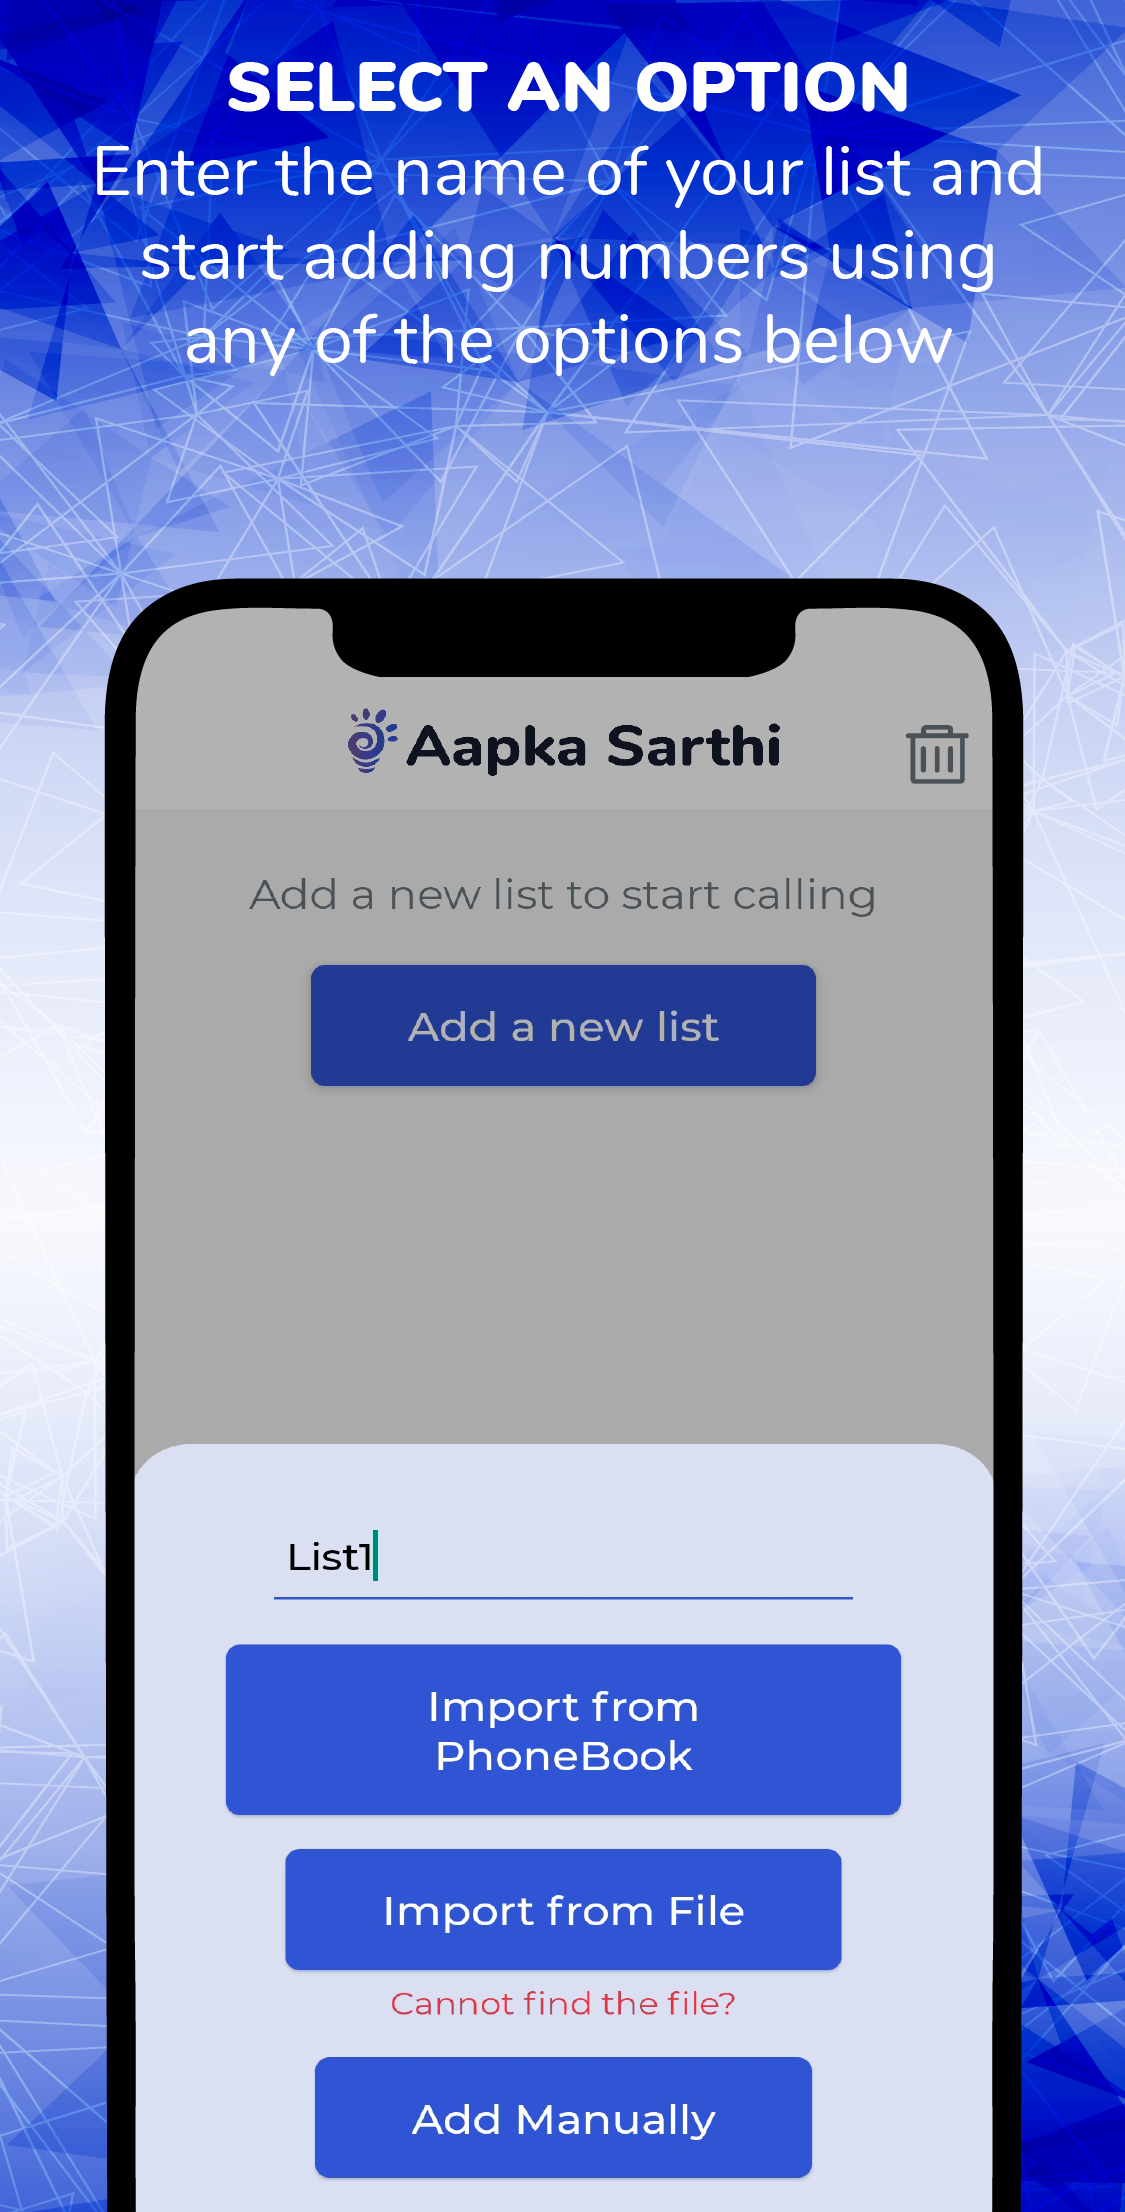 SELECT AN OPTION
Enter the name of your list and
start adding numbers using
any of the options below
Aapka Sarthi
Add a new list to start calling
Add a new list
List1
Import from
PhoneBook
Import from File
Cannot find the file?
Add Manually